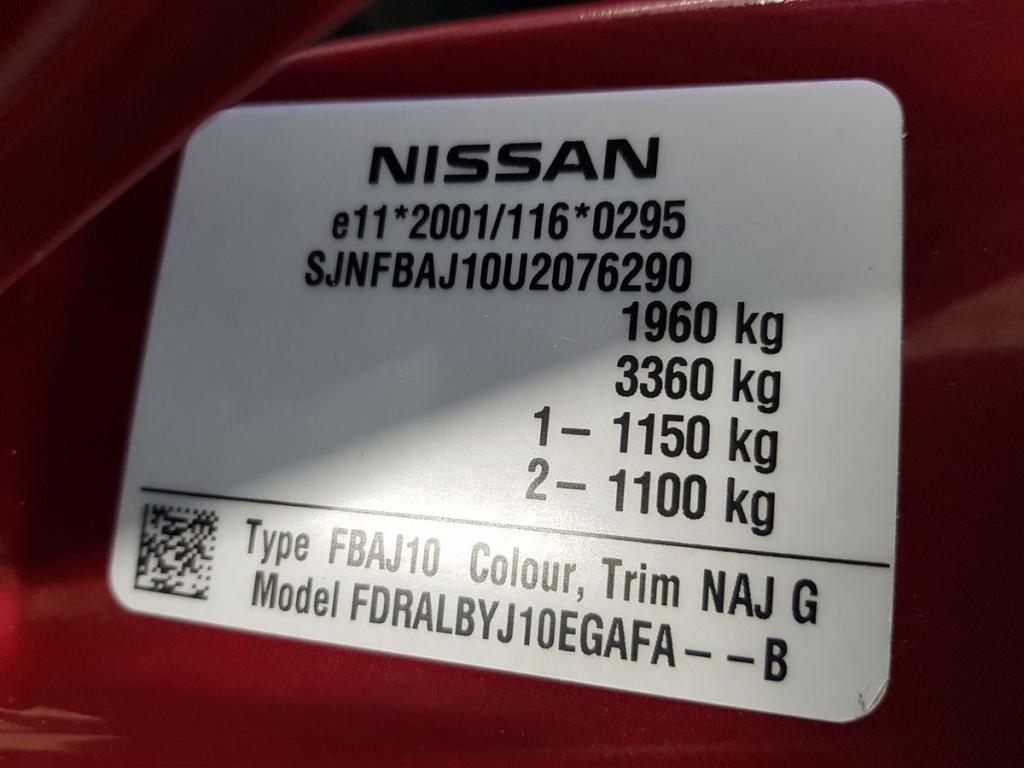 NISSAN
e11*2001/116*0295
SJNFBAJ10U2076290
1960 kg
3360 kg
1– 1150 kg
2– 1100 kg
Type FBAJ10 Colour, Trim NAJ G
Model FDRALBYJ10EGAFA– –B